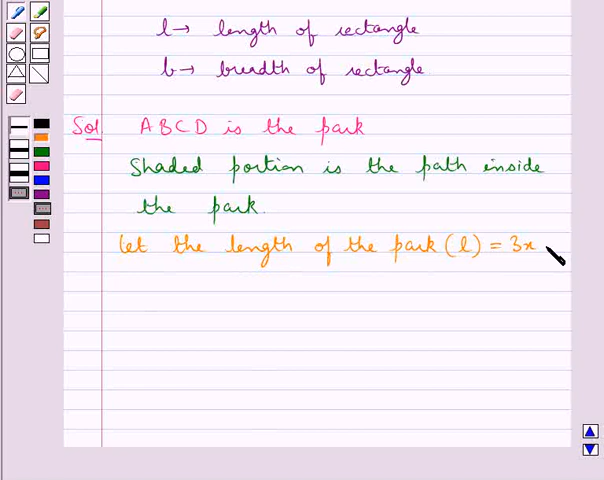 l → length of rectangle
b → breadth of rectangle
Sol ABCD is the park
Shaded portion is the path inside
the park.
Let the length of the park (l) = 3x